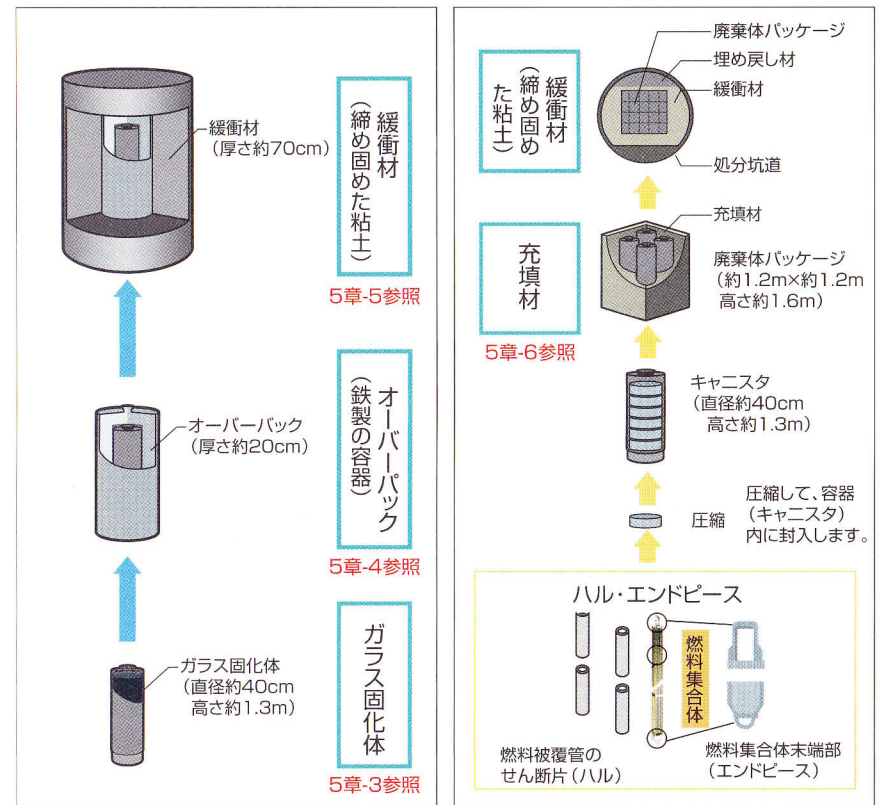 緩衝材
（厚さ約70cm）
緩衝材
（締め固めた粘土）
5章-5参照
オーバーパック
（厚さ約20cm）
オーバーパック
（鉄製の容器）
5章-4参照
ガラス固化体
（直径約40cm
高さ約1.3m）
ガラス固化体
5章-3参照
廃棄体パッケージ
埋め戻し材
緩衝材
処分坑道
緩衝材
（締め固め
た粘土）
充填材
廃棄体パッケージ
（約1.2m×約1.2m
高さ約1.6m）
充填材
5章-6参照
キャニスタ
（直径約40cm
高さ約1.3m）
圧縮
圧縮して、容器
（キャニスタ）
内に封入します。
ハル・エンドピース
燃料集合体
燃料被覆管の
せん断片（ハル）
燃料集合体末端部
（エンドピース）